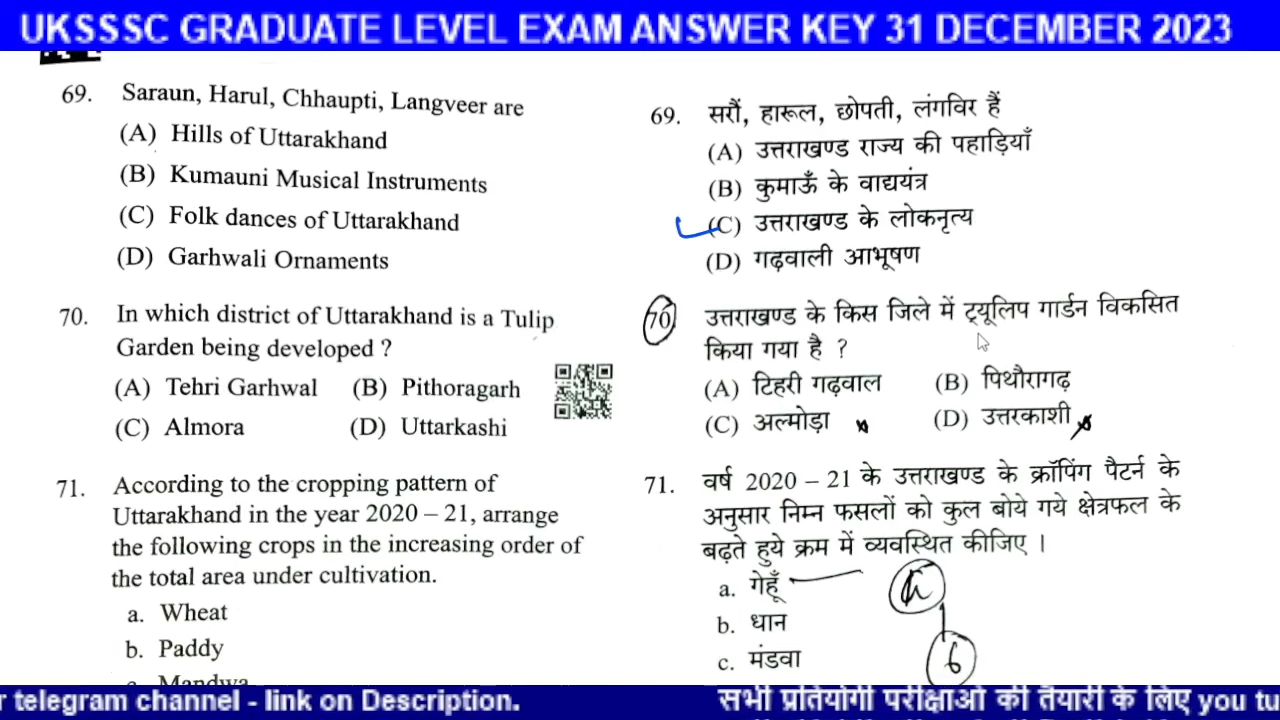 UKSSSC GRADUATE LEVEL EXAM ANSWER KEY 31 DECEMBER 2023
69. Saraun, Harul, Chhaupti, Langveer are
(A) Hills of Uttarakhand
(B) Kumauni Musical Instruments
(C) Folk dances of Uttarakhand
(D) Garhwali Ornaments
70. In which district of Uttarakhand is a Tulip
Garden being developed ?
(A) Tehri Garhwal (B) Pithoragarh
(C) Almora (D) Uttarkashi
71. According to the cropping pattern of
Uttarakhand in the year 2020 – 21, arrange
the following crops in the increasing order of
the total area under cultivation.
a. Wheat
b. Paddy
c. Mandwa
69. सरौं, हारूल, छोपती, लंगविर हैं
(A) उत्तराखण्ड राज्य की पहाड़ियाँ
(B) कुमाऊँ के वाद्ययंत्र
(C) उत्तराखण्ड के लोकनृत्य
(D) गढ़वाली आभूषण
70. उत्तराखण्ड के किस जिले में ट्यूलिप गार्डन विकसित
किया गया है ?
(A) टिहरी गढ़वाल (B) पिथौरागढ़
(C) अल्मोड़ा (D) उत्तरकाशी
71. वर्ष 2020 – 21 के उत्तराखण्ड के क्रॉपिंग पैटर्न के
अनुसार निम्न फसलों को कुल बोये गये क्षेत्रफल के
बढ़ते हुये क्रम में व्यवस्थित कीजिए ।
a. गेहूँ
b. धान
c. मंडवा
r telegram channel - link on Description. सभी प्रतियोगी परीक्षाओं की तैयारी के लिए you tu